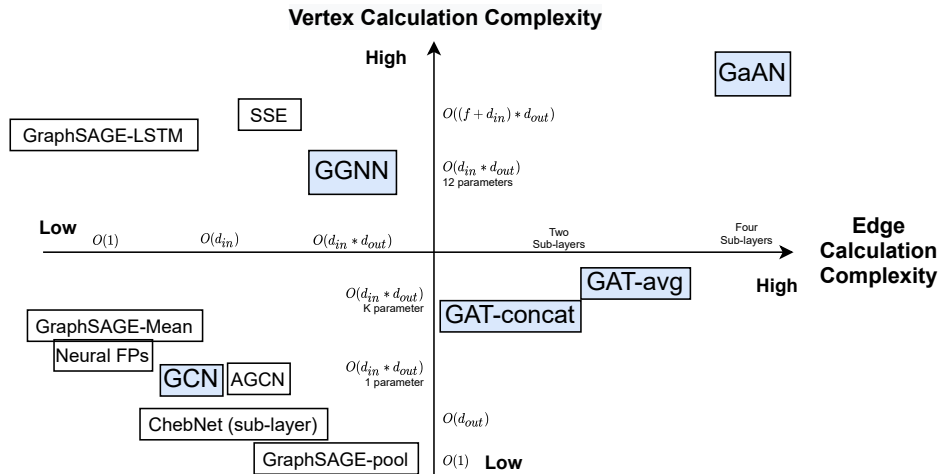 Vertex Calculation Complexity
High
GaAN
SSE
O((f + d_in) * d_out)
GraphSAGE-LSTM
GGNN
O(d_in * d_out)
12 parameters
Low
O(1)
O(d_in)
O(d_in * d_out)
Two
Sub-layers
Four
Sub-layers
Edge
Calculation
Complexity
High
GAT-avg
O(d_in * d_out)
K parameter
GAT-concat
GraphSAGE-Mean
Neural FPs
GCN
AGCN
O(d_in * d_out)
1 parameter
ChebNet (sub-layer)
O(d_out)
GraphSAGE-pool
O(1)
Low